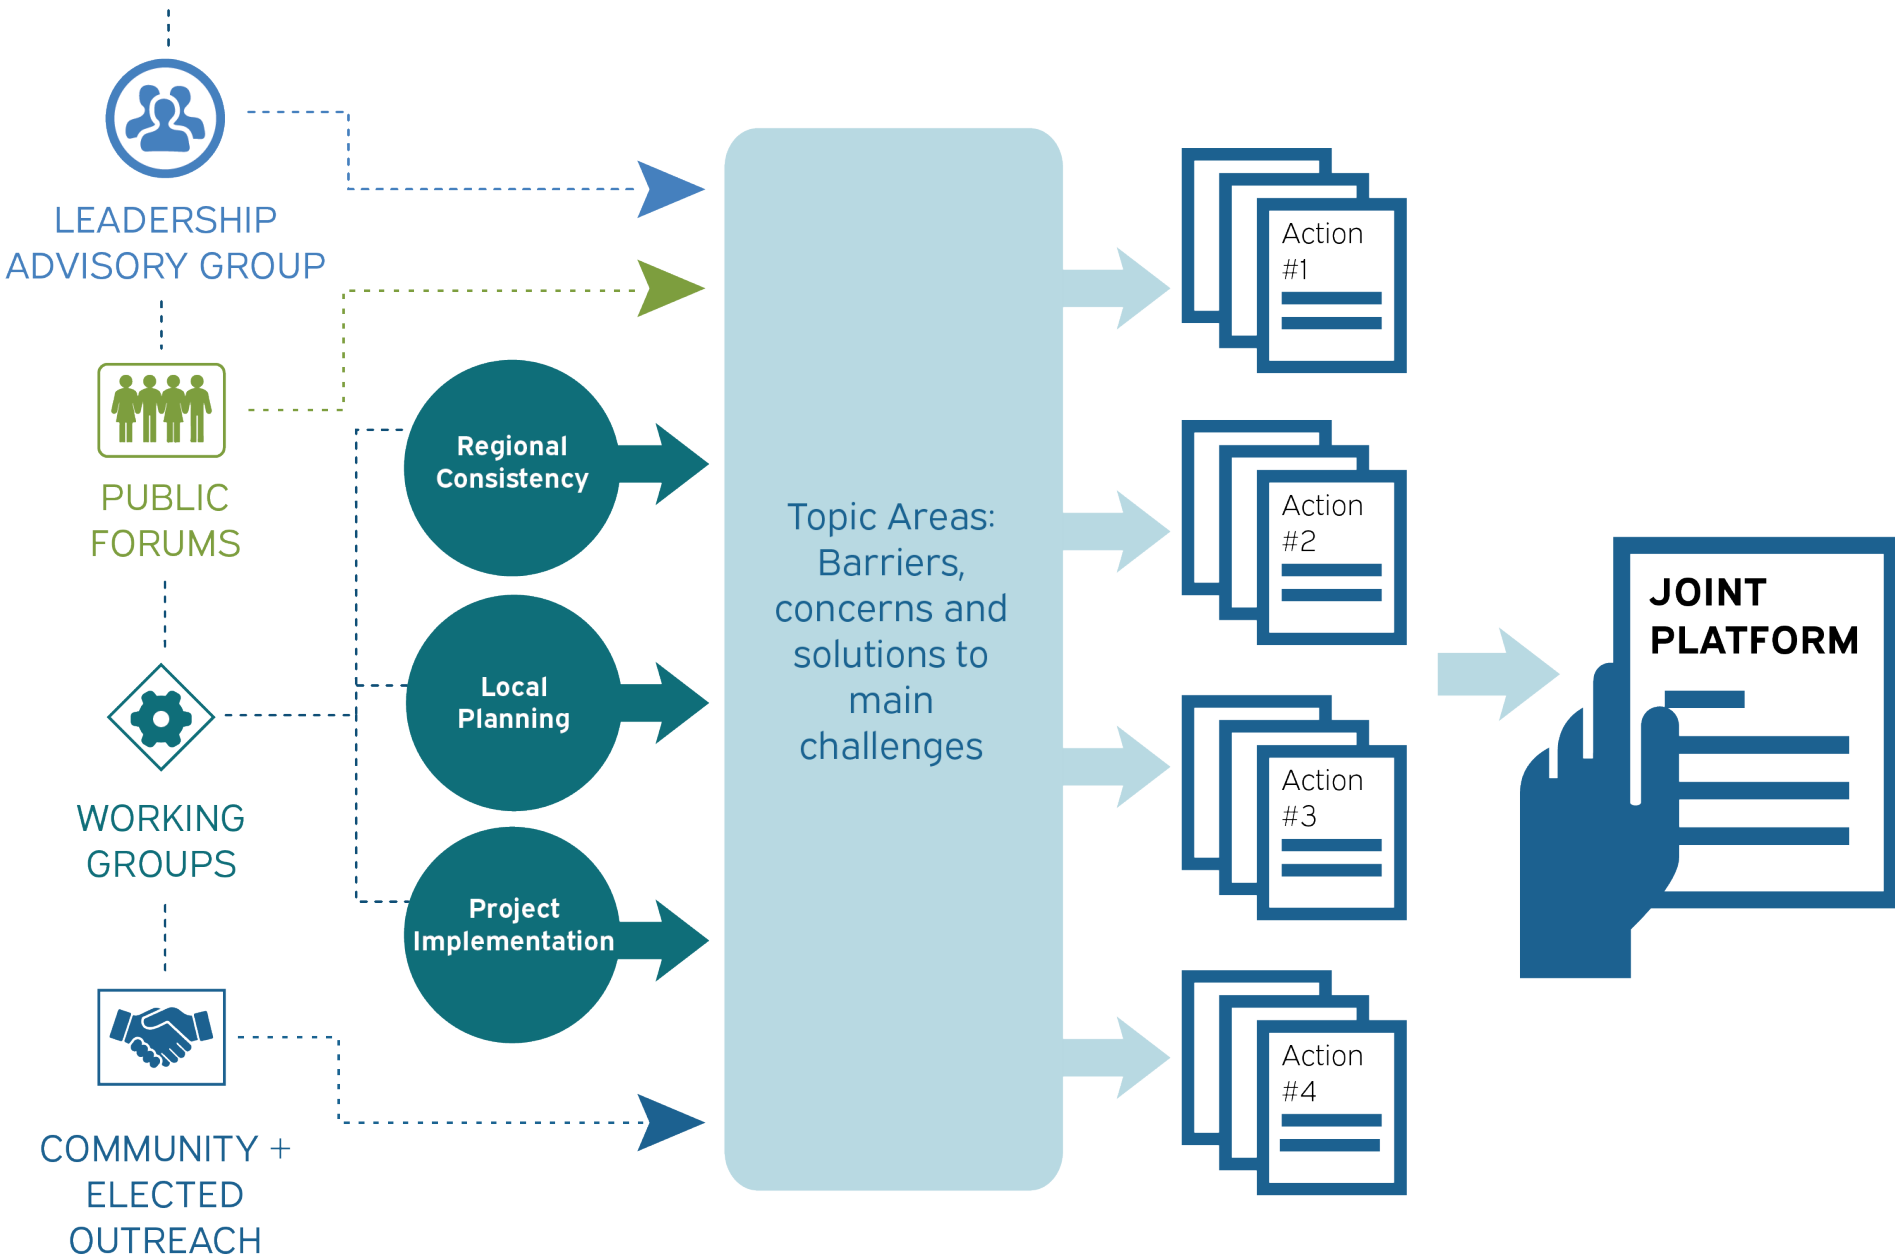 LEADERSHIP
ADVISORY GROUP
PUBLIC
FORUMS
WORKING
GROUPS
COMMUNITY +
ELECTED
OUTREACH
Regional
Consistency
Local
Planning
Project
Implementation
Topic Areas:
Barriers,
concerns and
solutions to
main
challenges
Action
#1
Action
#2
Action
#3
Action
#4
JOINT
PLATFORM